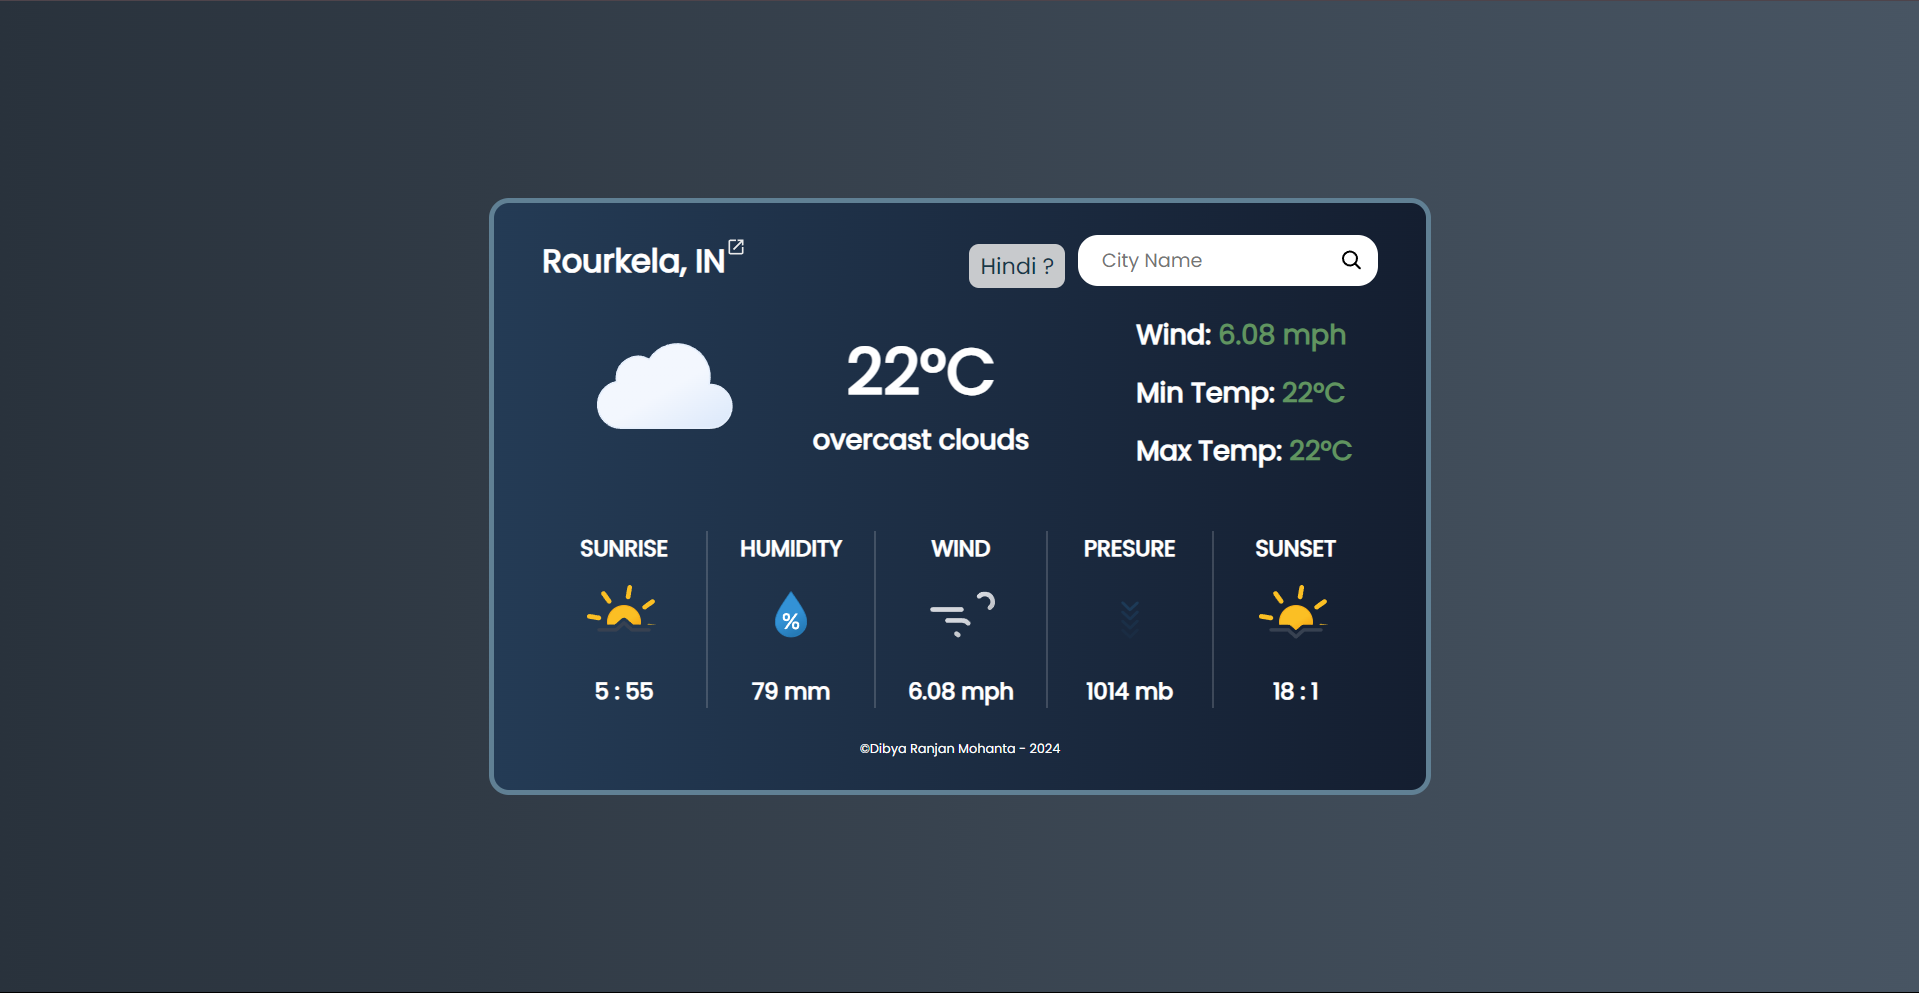 Rourkela, IN
Hindi ?
City Name
22°C
overcast clouds
Wind: 6.08 mph
Min Temp: 22°C
Max Temp: 22°C
SUNRISE
%
5 : 55
HUMIDITY
79 mm
WIND
6.08 mph
PRESURE
1014 mb
SUNSET
18 : 1
©Dibya Ranjan Mohanta - 2024